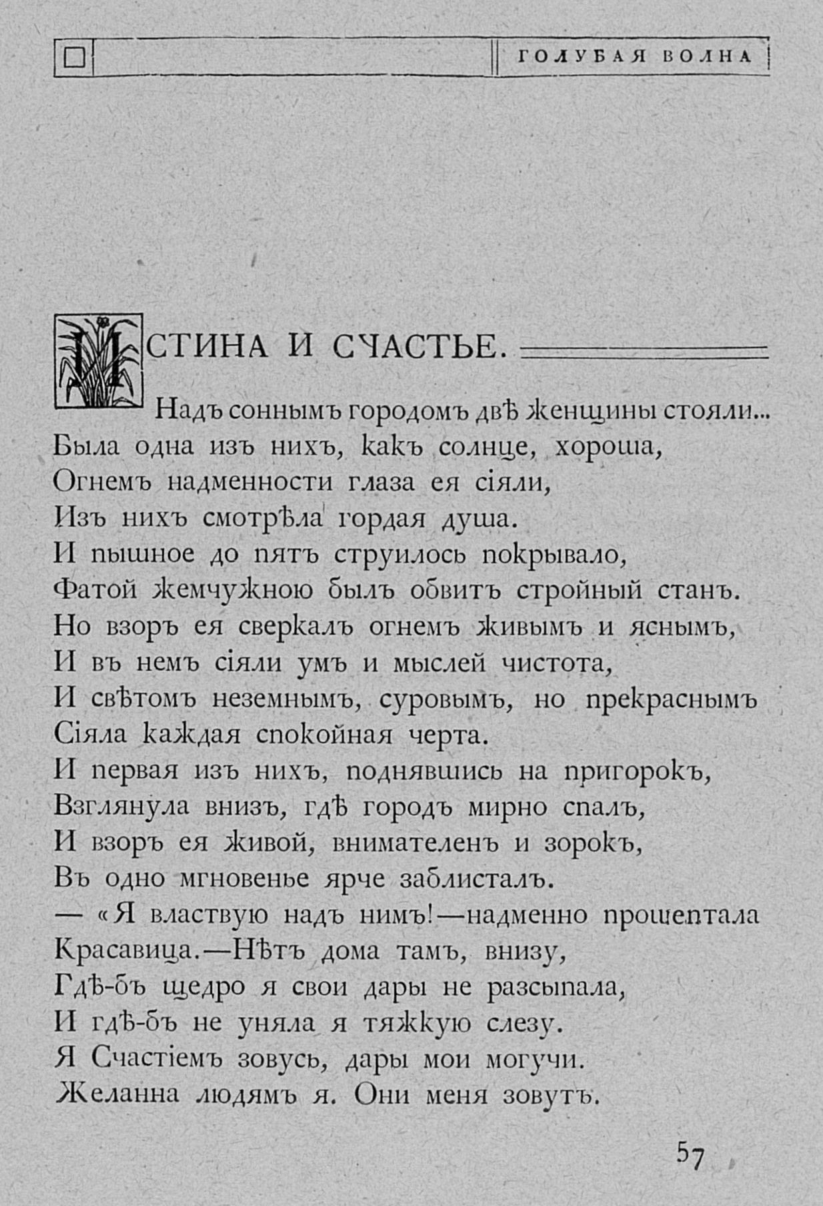 ГОЛУБАЯ ВОЛНА
ИСТИНА И СЧАСТЬЕ.
Надъ соннымъ городомъ двѣ женщины стояли...
Была одна изъ нихъ, какъ солнце, хороша,
Огнемъ надменности глаза ея сіяли,
Изъ нихъ смотрѣла гордая душа.
И пышное до пятъ струилось покрывало,
Фатой жемчужною былъ обвитъ стройный станъ.
Но взоръ ея сверкалъ огнемъ живымъ и яснымъ,
И въ немъ сіяли умъ и мыслей чистота,
И свѣтомъ неземнымъ, суровымъ, но прекраснымъ
Сіяла каждая спокойная черта.
И первая изъ нихъ, поднявшись на пригорокъ,
Взглянула внизъ, гдѣ городъ мирно спалъ,
И взоръ ея живой, внимателенъ и зорокъ,
Въ одно мгновенье ярче заблисталъ.
— «Я властвую надъ нимъ!—надменно прошептала
Красавица.—Нѣтъ дома тамъ, внизу,
Гдѣ-бъ щедро я свои дары не разсыпала,
И гдѣ-бъ не уняла я тяжкую слезу.
Я Счастіемъ зовусь, дары мои могучи.
Желанна людямъ я. Они меня зовутъ.
57